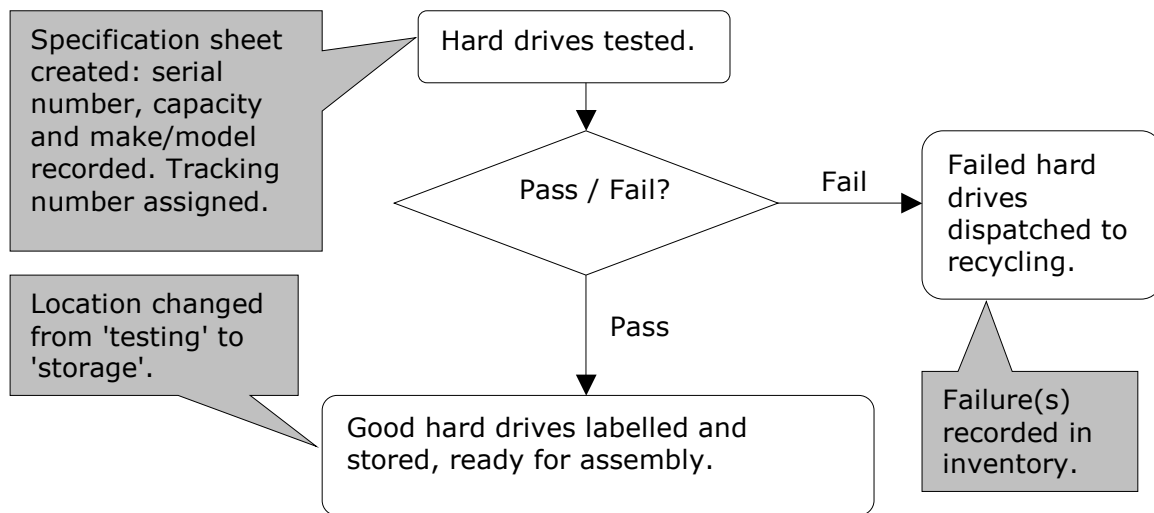 Specification sheet
created: serial
number, capacity
and make/model
recorded. Tracking
number assigned.
Hard drives tested.
Pass / Fail?
Fail
Failed hard
drives
dispatched to
recycling.
Location changed
from 'testing' to
'storage'.
Pass
Failure(s)
recorded in
inventory.
Good hard drives labelled and
stored, ready for assembly.